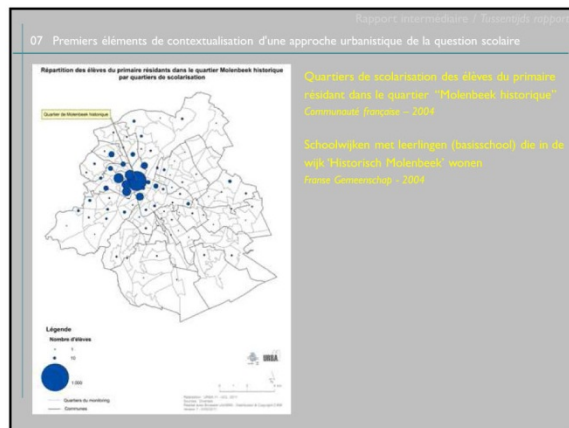 Rapport intermédiaire / Tussentijds rapport
07 Premiers éléments de contextualisation d'une approche urbanistique de la question scolaire
Répartition des élèves du primaire résidants dans le quartier Molenbeek historique
par quartiers de scolarisation
Quartier de Molenbeek historique
Quartiers de scolarisation des élèves du primaire
résidant dans le quartier "Molenbeek historique"
Communauté française – 2004
Schoolwijken met leerlingen (basisschool) die in de
wijk 'Historisch Molenbeek' wonen
Franse Gemeenschap - 2004
Légende
Nombre d'élèves
10
1 000
Quartiers du monitoring
Communes